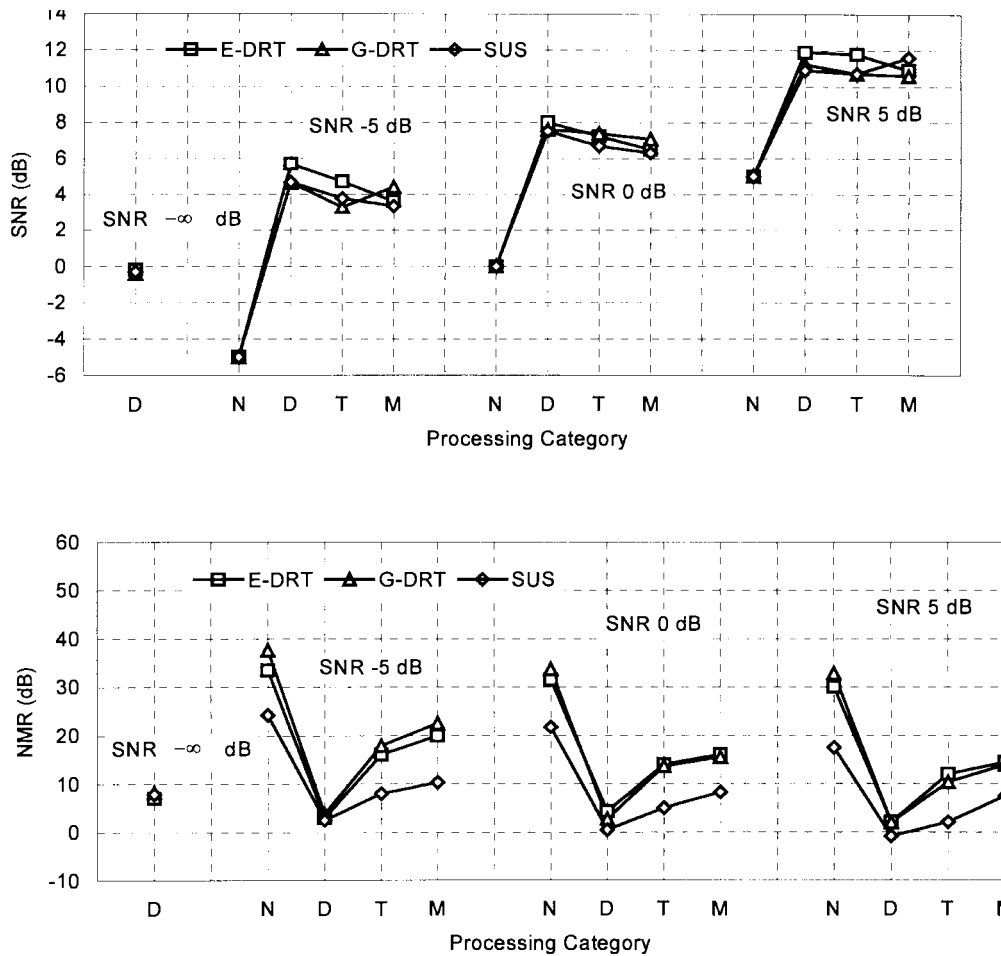 14
12
10
8
6
4
2
0
-2
-4
-6
SNR (dB)
E-DRT G-DRT SUS
SNR −∞ dB
SNR -5 dB
SNR 0 dB
SNR 5 dB
D N D T M N D T M N D T M
Processing Category
60
50
40
30
20
10
0
-10
NMR (dB)
E-DRT G-DRT SUS
SNR −∞ dB
SNR -5 dB
SNR 0 dB
SNR 5 dB
D N D T M N D T M N D T M
Processing Category